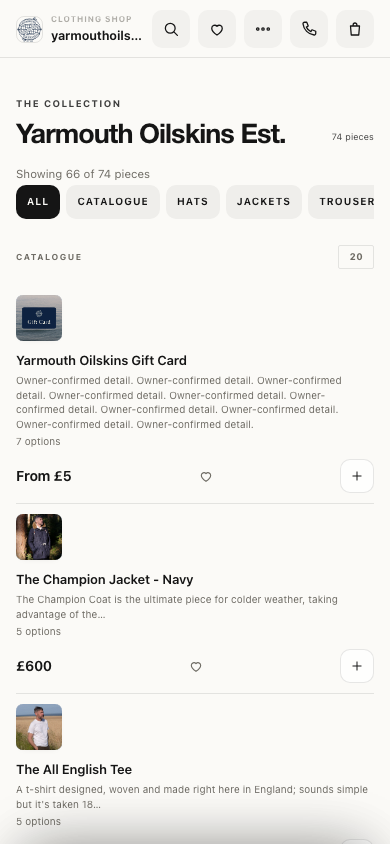 CLOTHING SHOP
yarmouthoils...
THE COLLECTION
Yarmouth Oilskins Est.
74 pieces
Showing 66 of 74 pieces
ALL
CATALOGUE
HATS
JACKETS
TROUSER
CATALOGUE
20
Gift Card
Yarmouth Oilskins Gift Card
Owner-confirmed detail. Owner-confirmed detail. Owner-confirmed
detail. Owner-confirmed detail. Owner-confirmed detail. Owner-
confirmed detail. Owner-confirmed detail. Owner-confirmed detail.
Owner-confirmed detail. Owner-confirmed detail.
7 options
From £5
The Champion Jacket - Navy
The Champion Coat is the ultimate piece for colder weather, taking
advantage of the...
5 options
£600
The All English Tee
A t-shirt designed, woven and made right here in England; sounds simple
but it's taken 18...
5 options